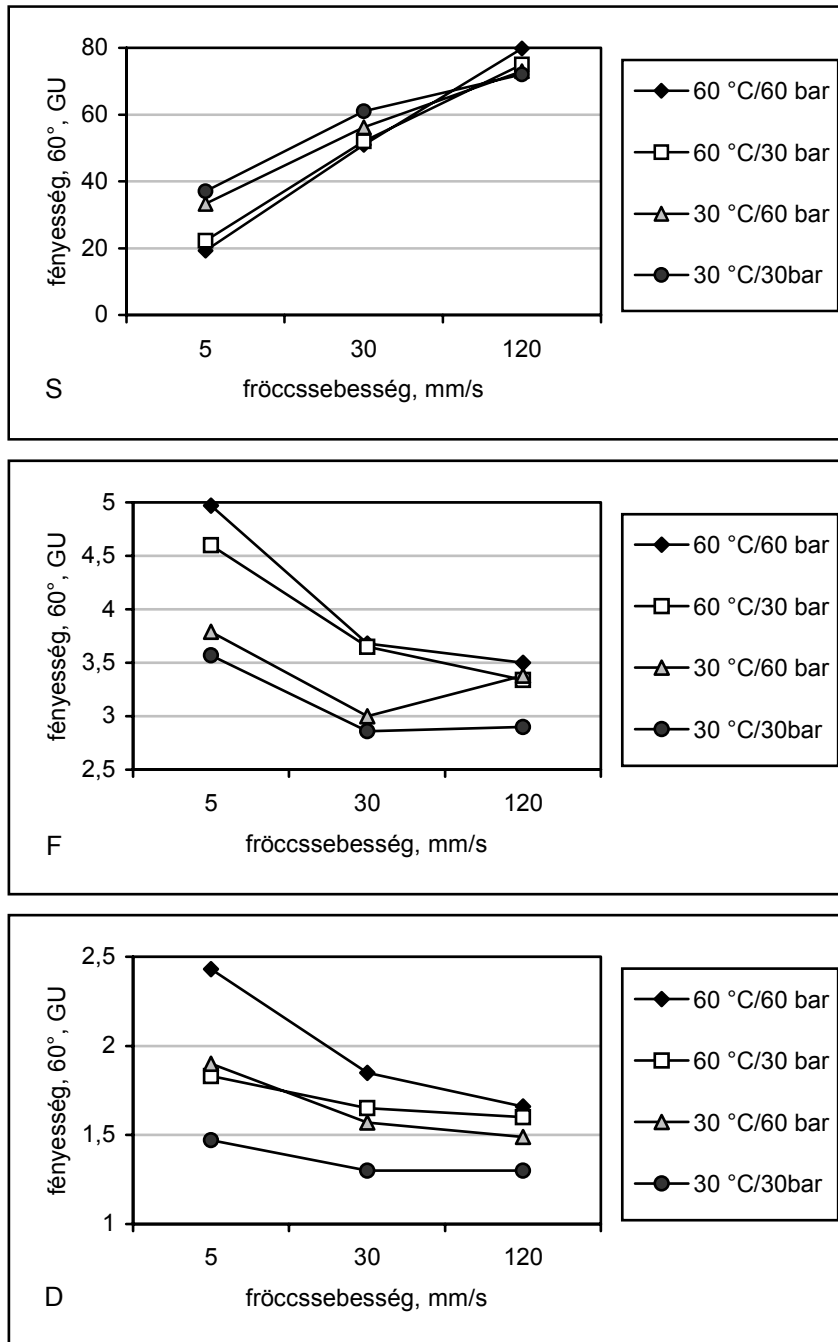 fényesség, 60°, GU
80
60
40
20
0
5 30 120
fröccssebesség, mm/s
S
60 °C/60 bar
60 °C/30 bar
30 °C/60 bar
30 °C/30bar
fényesség, 60°, GU
5
4,5
4
3,5
3
2,5
5 30 120
fröccssebesség, mm/s
F
60 °C/60 bar
60 °C/30 bar
30 °C/60 bar
30 °C/30bar
fényesség, 60°, GU
2,5
2
1,5
1
5 30 120
fröccssebesség, mm/s
D
60 °C/60 bar
60 °C/30 bar
30 °C/60 bar
30 °C/30bar